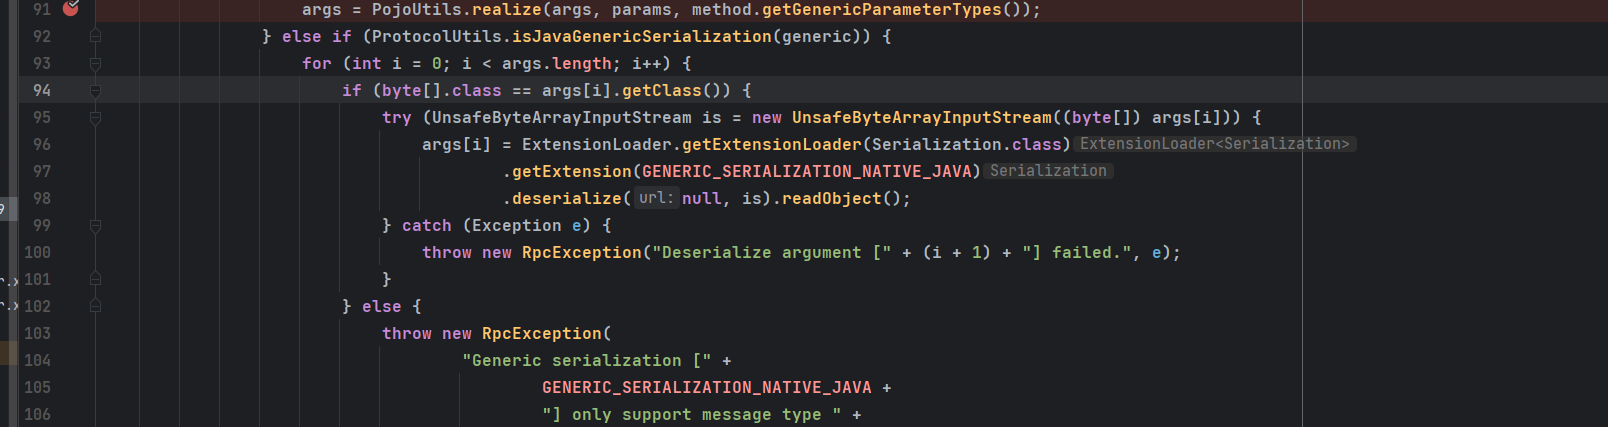 91 args = PojoUtils.realize(args, params, method.getGenericParameterTypes());
92 } else if (ProtocolUtils.isJavaGenericSerialization(generic)) {
93 for (int i = 0; i < args.length; i++) {
94 if (byte[].class == args[i].getClass()) {
95 try (UnsafeByteArrayInputStream is = new UnsafeByteArrayInputStream((byte[]) args[i])) {
96 args[i] = ExtensionLoader.getExtensionLoader(Serialization.class) ExtensionLoader<Serialization>
97 .getExtension(GENERIC_SERIALIZATION_NATIVE_JAVA) Serialization
98 .deserialize( url: null, is).readObject();
9 99 } catch (Exception e) {
100 throw new RpcException("Deserialize argument [" + (i + 1) + "] failed.", e);
r.x 101 }
r.x 102 } else {
103 throw new RpcException(
104 "Generic serialization [" +
105 GENERIC_SERIALIZATION_NATIVE_JAVA +
106 "] only support message type " +